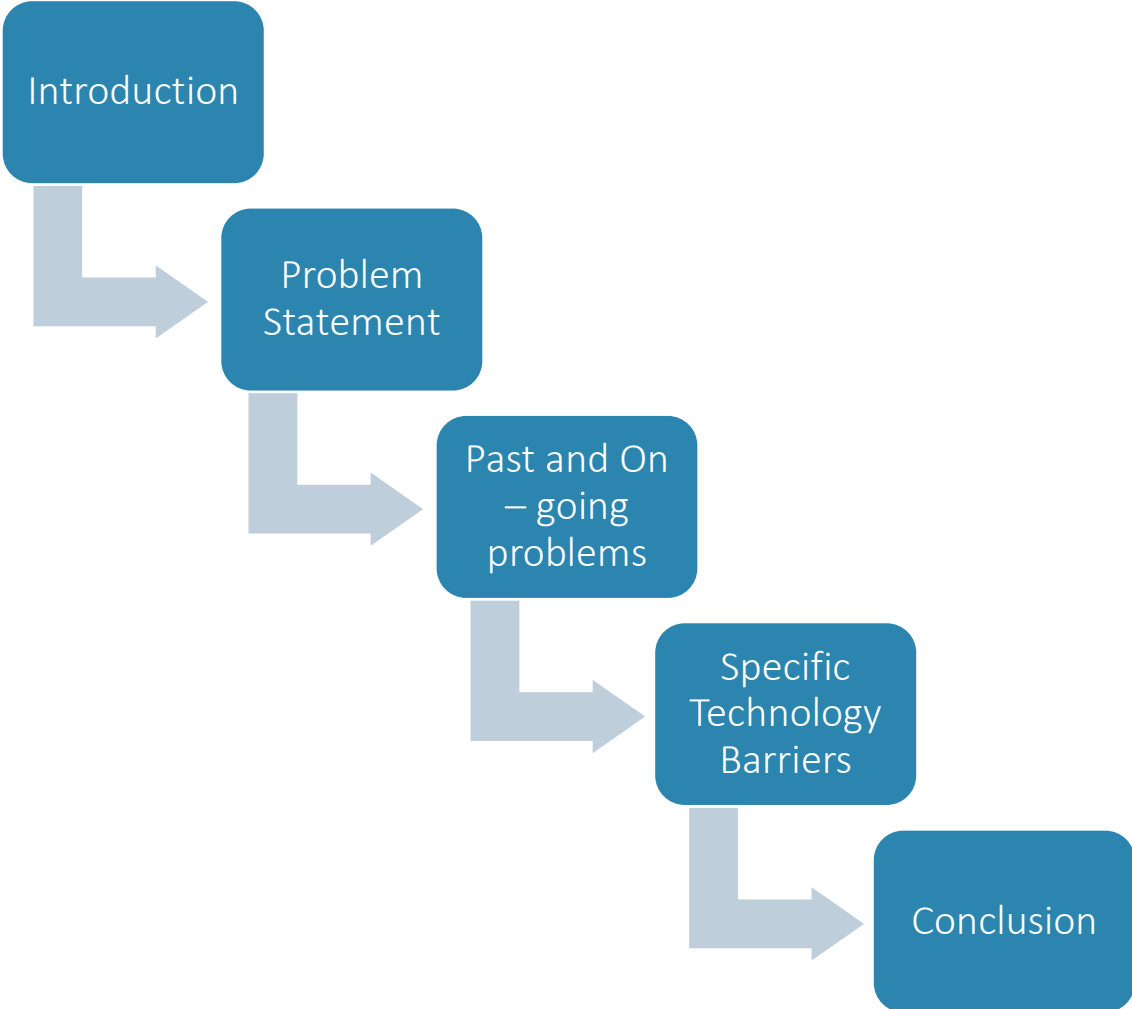 Introduction
Problem
Statement
Past and On
– going
problems
Specific
Technology
Barriers
Conclusion